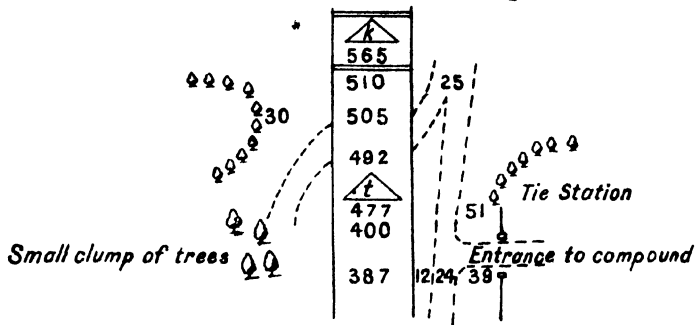 k
565
510 25
30 505
492
t
477 51 Tie Station
400
Small clump of trees Entrance to compound
387 12 24 39